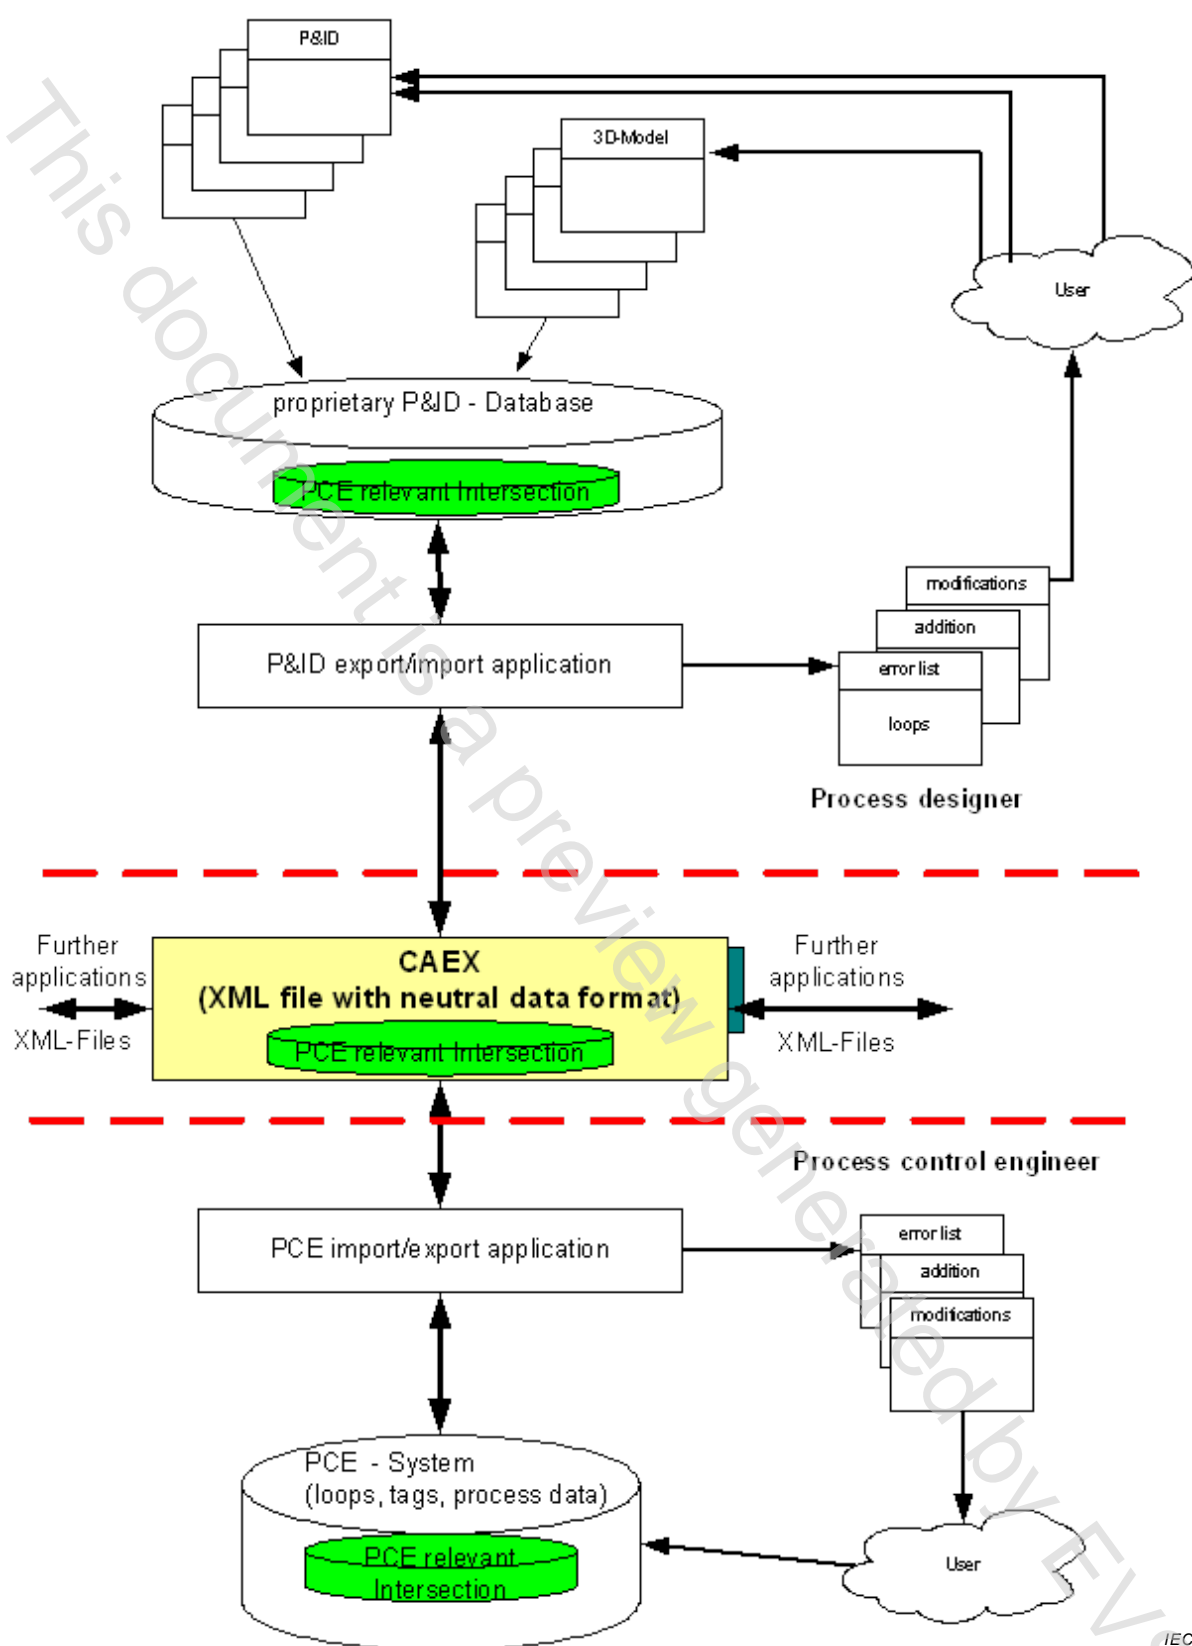 P&ID
3D-Model
User
proprietary P&ID - Database
PCE relevant Intersection
modifications
addition
error list
loops
P&ID export/import application
Process designer
Further
applications
XML-Files
CAEX
(XML file with neutral data format)
PCE relevant Intersection
Further
applications
XML-Files
Process control engineer
PCE import/export application
error list
addition
modifications
PCE - System
(loops, tags, process data)
PCE relevant
Intersection
User
IEC
This document is a preview generated by EVS